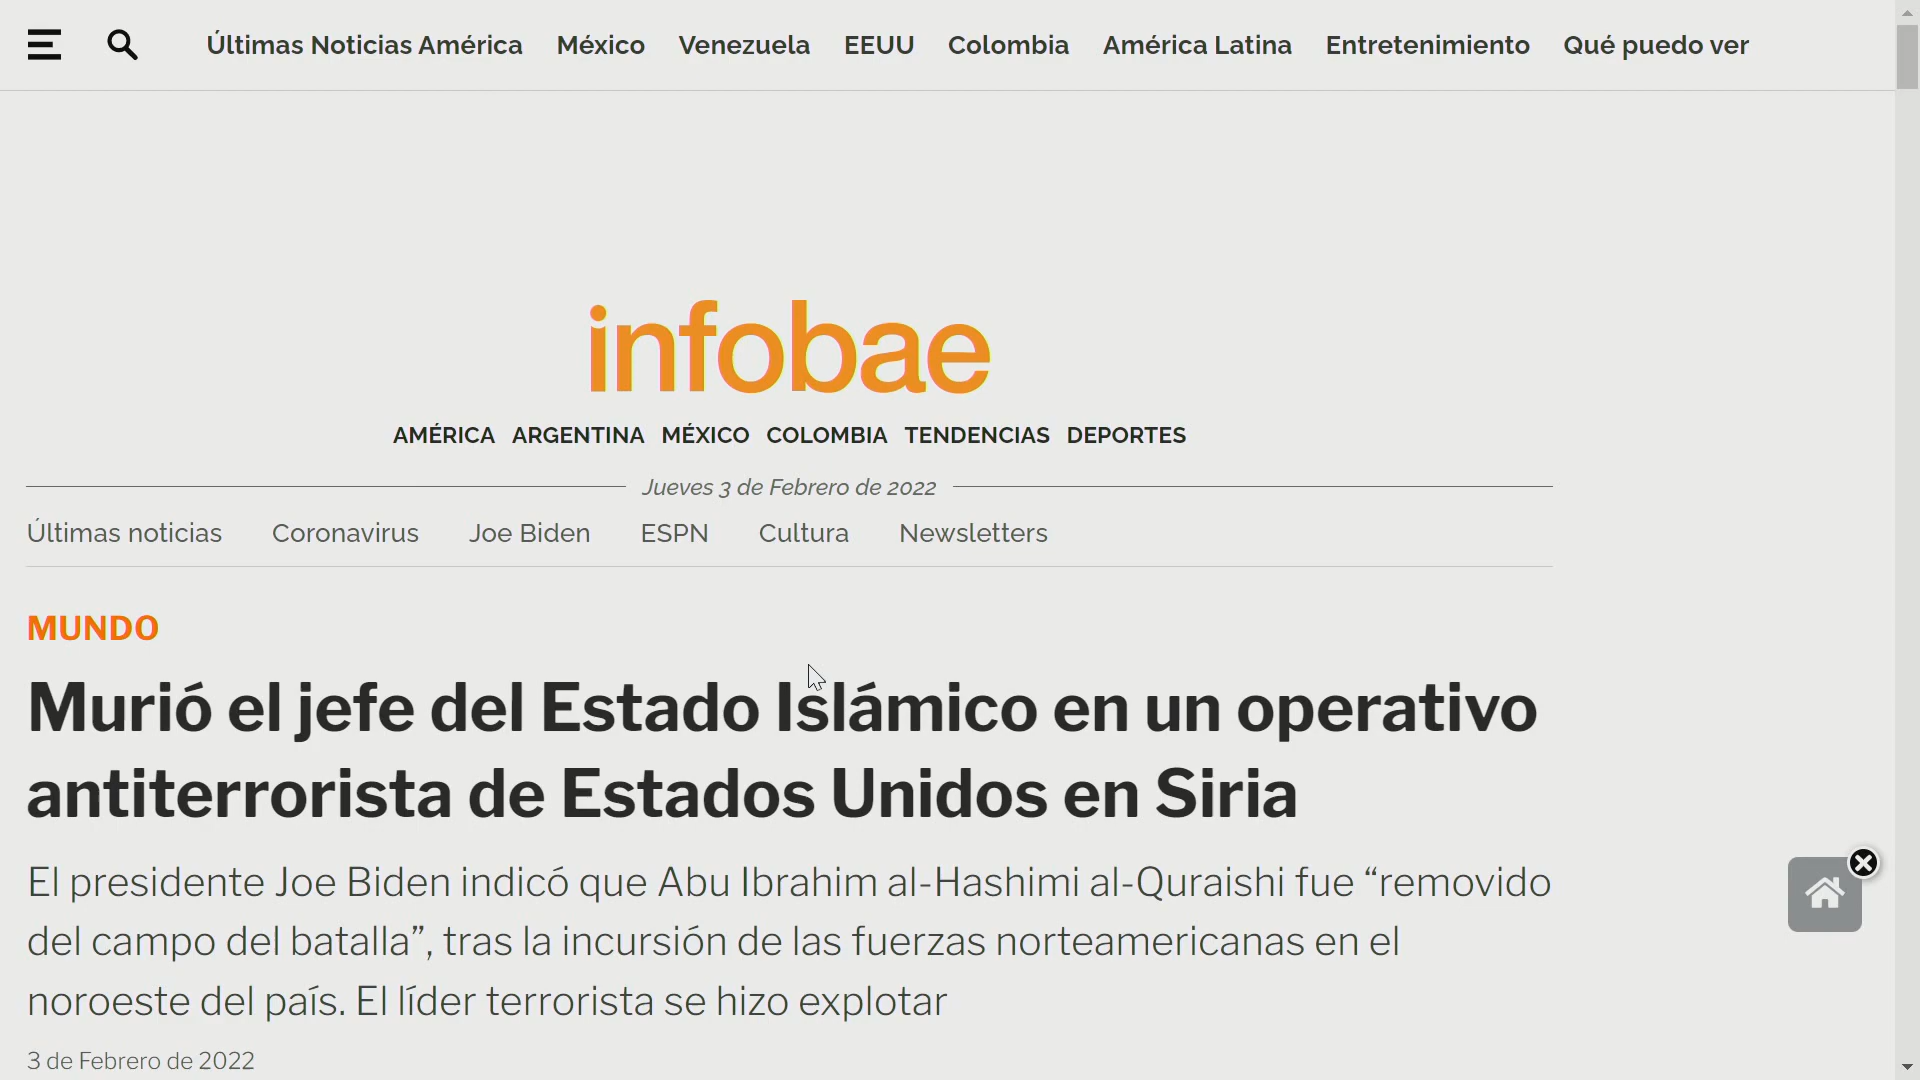 Últimas Noticias América México Venezuela EEUU Colombia América Latina Entretenimiento Qué puedo ver
infobae
AMÉRICA ARGENTINA MÉXICO COLOMBIA TENDENCIAS DEPORTES
Jueves 3 de Febrero de 2022
Últimas noticias Coronavirus Joe Biden ESPN Cultura Newsletters
MUNDO
Murió el jefe del Estado Islámico en un operativo
antiterrorista de Estados Unidos en Siria
El presidente Joe Biden indicó que Abu Ibrahim al-Hashimi al-Quraishi fue “removido
del campo del batalla”, tras la incursión de las fuerzas norteamericanas en el
noroeste del país. El líder terrorista se hizo explotar
3 de Febrero de 2022